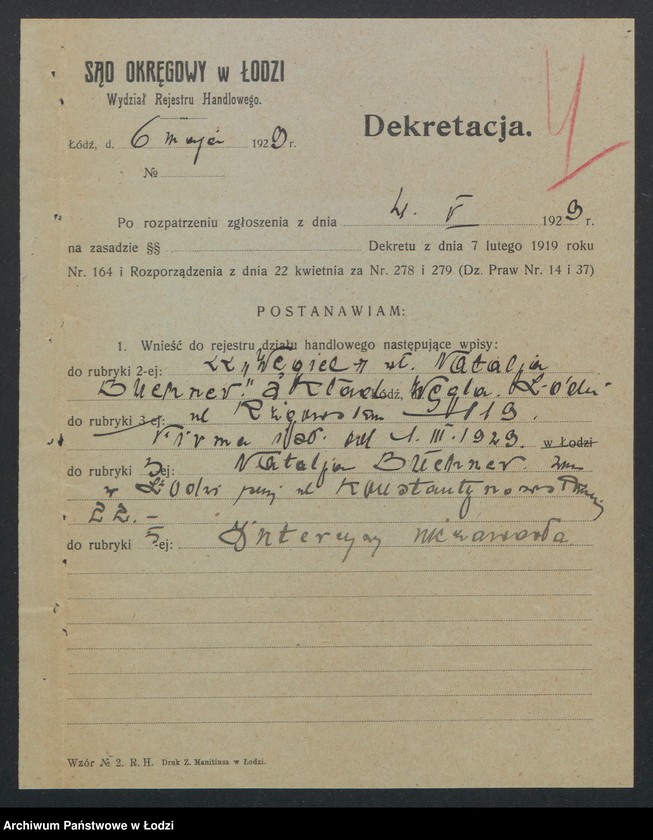 SĄD OKRĘGOWY w ŁODZI
Wydział Rejestru Handlowego.
Dekretacja.
Łódź, d. 6 maja 1929 r.
№
Po rozpatrzeniu zgłoszenia z dnia 4. V 1929 r.
na zasadzie §§ Dekretu z dnia 7 lutego 1919 roku
Nr. 164 i Rozporządzenia z dnia 22 kwietnia za Nr. 278 i 279 (Dz. Praw Nr. 14 i 37)
POSTANAWIAM:
1. Wnieść do rejestru działu handlowego następujące wpisy:
do rubryki 2-ej: „Węgiel" wł. Natalja
Buchner." Skład Łódź, węgla. Łódź
do rubryki 3-ej: ul Rzgowska 119.
Firma od 1.III.1929. w Łodzi
do rubryki 3 ej: Natalja Buchner. zam
w Łodzi przy ul Konstantynowskiej
22.-
do rubryki 5-ej: Intercyzy nie zawarła
Wzór № 2. R. H. Druk Z. Manitiusa w Łodzi.
Archiwum Państwowe w Łodzi